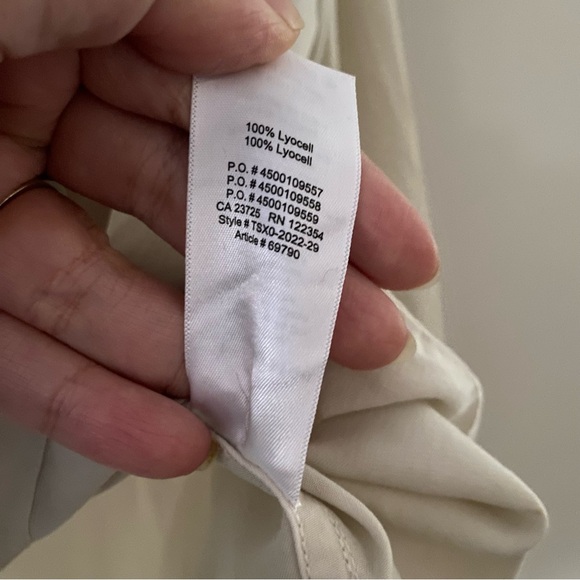 100% Lyocell
100% Lyocell
P.O. # 4500109557
P.O. # 4500109558
P.O. # 4500109559
CA 23725 RN 122354
Style # TSX0-2022-29
Article # 69790